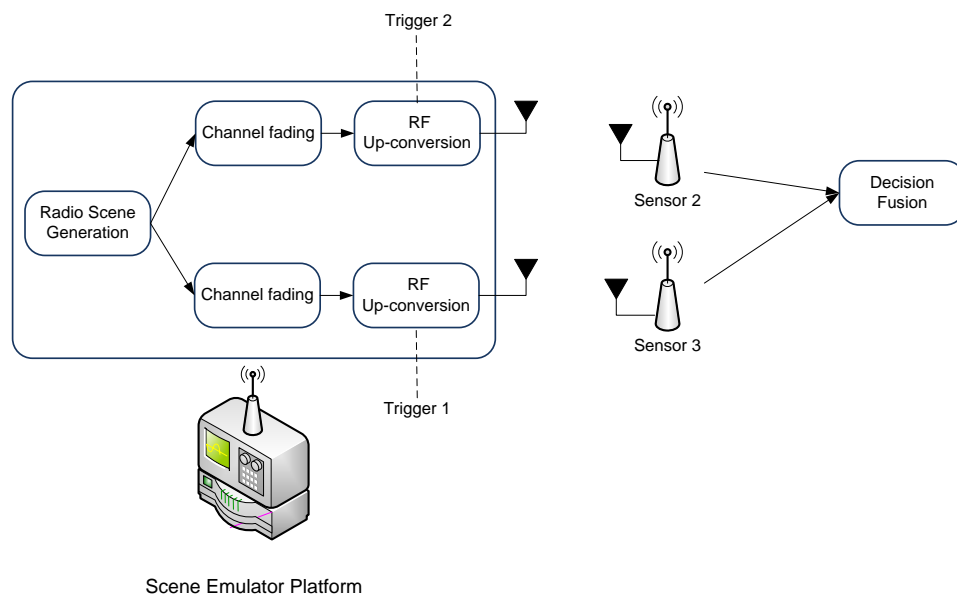 Trigger 2
Channel fading
RF
Up-conversion
Radio Scene
Generation
Channel fading
RF
Up-conversion
Trigger 1
Sensor 2
Sensor 3
Decision
Fusion
Scene Emulator Platform